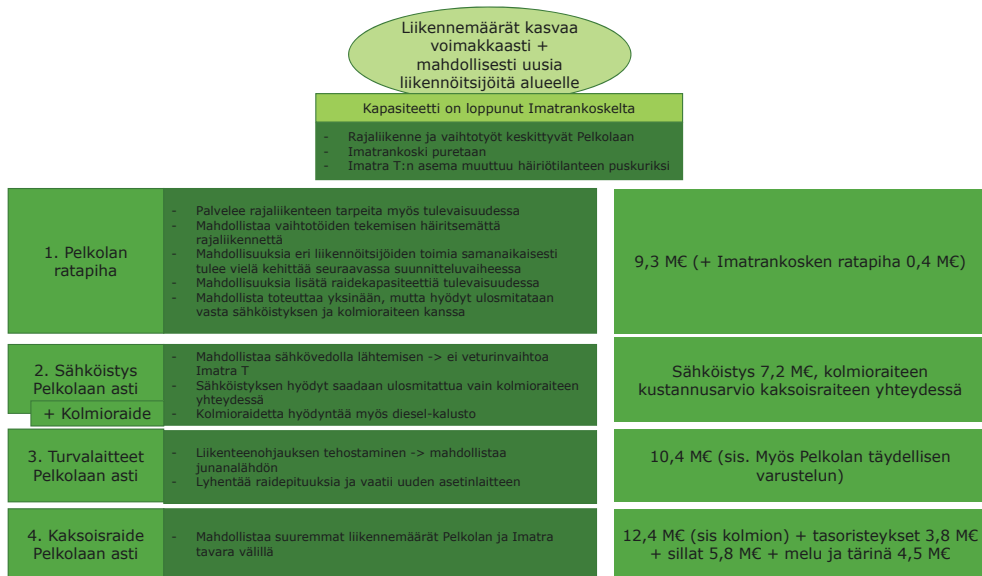 Liikennemäärät kasvaa
voimakkaasti +
mahdollisesti uusia
liikennöitsijöitä alueelle
Kapasiteetti on loppunut Imatrankoskelta
- Rajaliikenne ja vaihtotyöt keskittyvät Pelkolaan
- Imatrankoski puretaan
- Imatra T:n asema muuttuu häiriötilanteen puskuriksi
1. Pelkolan
ratapiha
- Palvelee rajaliikenteen tarpeita myös tulevaisuudessa
- Mahdollistaa vaihtotöiden tekemisen häiritsemättä
rajaliikennettä
- Mahdollisuuksia eri liikennöitsijöiden toimia samanaikaisesti
tulee vielä kehittää seuraavassa suunnitteluvaiheessa
- Mahdollisuuksia lisätä raidekapasiteettiä tulevaisuudessa
- Mahdollista toteuttaa yksinään, mutta hyödyt ulosmitataan
vasta sähköistyksen ja kolmioraiteen kanssa
9,3 M€ (+ Imatrankosken ratapiha 0,4 M€)
2. Sähköistys
Pelkolaan asti
+ Kolmioraide
- Mahdollistaa sähkövedolla lähtemisen -> ei veturinvaihtoa
Imatra T
- Sähköistyksen hyödyt saadaan ulosmitattua vain kolmioraiteen
yhteydessä
- Kolmioraidetta hyödyntää myös diesel-kalusto
Sähköistys 7,2 M€, kolmioraiteen
kustannusarvio kaksoisraiteen yhteydessä
3. Turvalaitteet
Pelkolaan asti
- Liikenteenohjauksen tehostaminen -> mahdollistaa
junanalähdön
- Lyhentää raidepituuksia ja vaatii uuden asetinlaitteen
10,4 M€ (sis. Myös Pelkolan täydellisen
varustelun)
4. Kaksoisraide
Pelkolaan asti
- Mahdollistaa suuremmat liikennemäärät Pelkolan ja Imatra
tavara välillä
12,4 M€ (sis kolmion) + tasoristeykset 3,8 M€
+ sillat 5,8 M€ + melu ja tärinä 4,5 M€